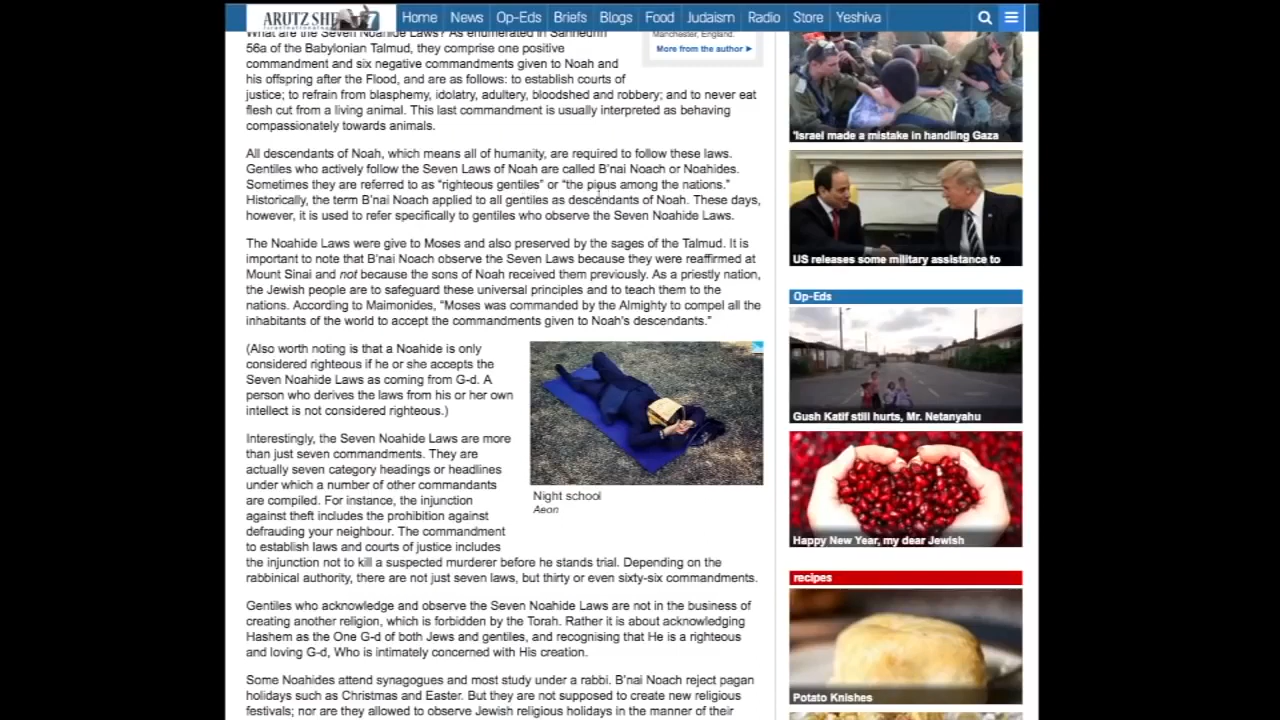 ARUTZ SHE 7
Home News Op-Eds Briefs Blogs Food Judaism Radio Store Yeshiva
What are the Seven Noahide Laws? As enumerated in Sanhedrin
56a of the Babylonian Talmud, they comprise one positive
commandment and six negative commandments given to Noah and
his offspring after the Flood, and are as follows: to establish courts of
justice; to refrain from blasphemy, idolatry, adultery, bloodshed and robbery; and to never eat
flesh cut from a living animal. This last commandment is usually interpreted as behaving
compassionately towards animals.
All descendants of Noah, which means all of humanity, are required to follow these laws.
Gentiles who actively follow the Seven Laws of Noah are called B'nai Noach or Noahides.
Sometimes they are referred to as “righteous gentiles” or “the pious among the nations.”
Historically, the term B'nai Noach applied to all gentiles as descendants of Noah. These days,
however, it is used to refer specifically to gentiles who observe the Seven Noahide Laws.
The Noahide Laws were give to Moses and also preserved by the sages of the Talmud. It is
important to note that B'nai Noach observe the Seven Laws because they were reaffirmed at
Mount Sinai and not because the sons of Noah received them previously. As a priestly nation,
the Jewish people are to safeguard these universal principles and to teach them to the
nations. According to Maimonides, “Moses was commanded by the Almighty to compel all the
inhabitants of the world to accept the commandments given to Noah's descendants.”
(Also worth noting is that a Noahide is only
considered righteous if he or she accepts the
Seven Noahide Laws as coming from G-d. A
person who derives the laws from his or her own
intellect is not considered righteous.)
Interestingly, the Seven Noahide Laws are more
than just seven commandments. They are
actually seven category headings or headlines
under which a number of other commandants
are compiled. For instance, the injunction
against theft includes the prohibition against
defrauding your neighbour. The commandment
to establish laws and courts of justice includes
the injunction not to kill a suspected murderer before he stands trial. Depending on the
rabbinical authority, there are not just seven laws, but thirty or even sixty-six commandments.
Gentiles who acknowledge and observe the Seven Noahide Laws are not in the business of
creating another religion, which is forbidden by the Torah. Rather it is about acknowledging
Hashem as the One G-d of both Jews and gentiles, and recognising that He is a righteous
and loving G-d, Who is intimately concerned with His creation.
Some Noahides attend synagogues and most study under a rabbi. B'nai Noach reject pagan
holidays such as Christmas and Easter. But they are not supposed to create new religious
festivals; nor are they allowed to observe Jewish religious holidays in the manner of their
Manchester, England.
More from the author ►
Night school
Aeon
'Israel made a mistake in handling Gaza
US releases some military assistance to
Op-Eds
Gush Katif still hurts, Mr. Netanyahu
Happy New Year, my dear Jewish
recipes
Potato Knishes